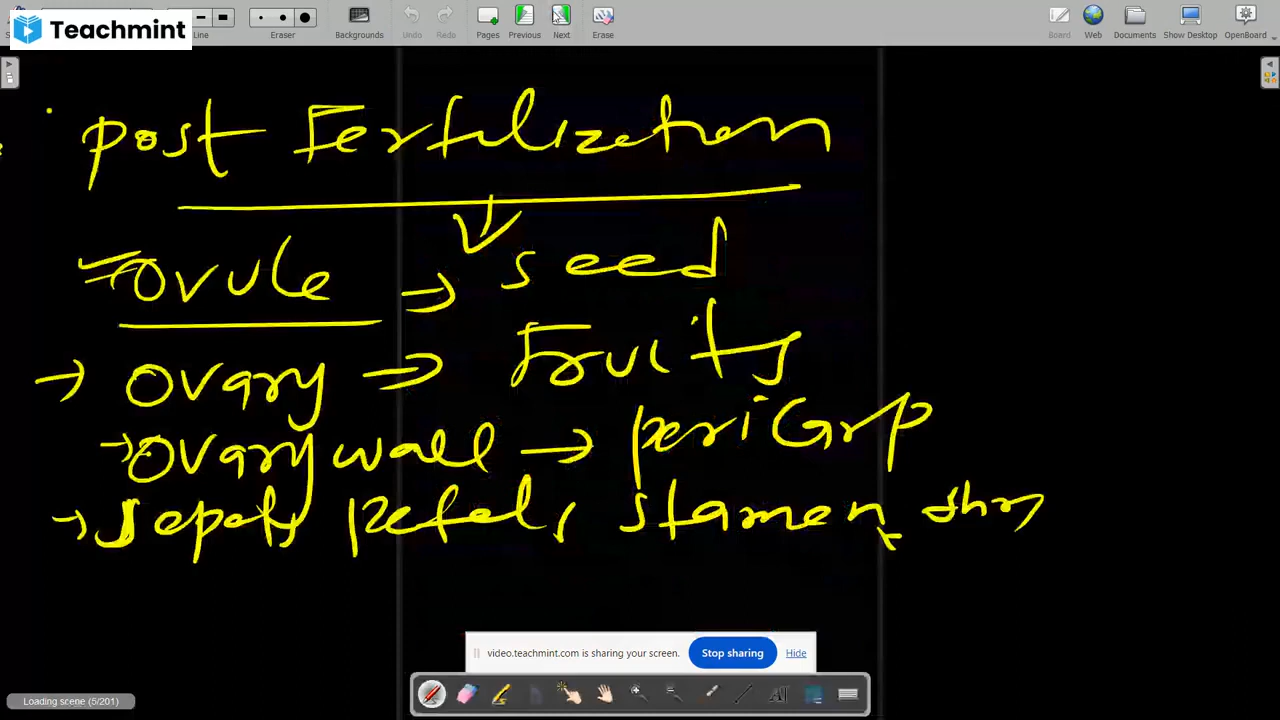 Teachmint
Line
Eraser
Backgrounds
Undo
Redo
Pages
Previous
Next
Erase
Board
Web
Documents
Show Desktop
OpenBoard
post Fertilization
ovule → seed
→ ovary → Fruits
→ ovary wall → periCrp
→ sepals, Petals, stamen
video.teachmint.com is sharing your screen.
Stop sharing
Hide
Loading scene (5/201)